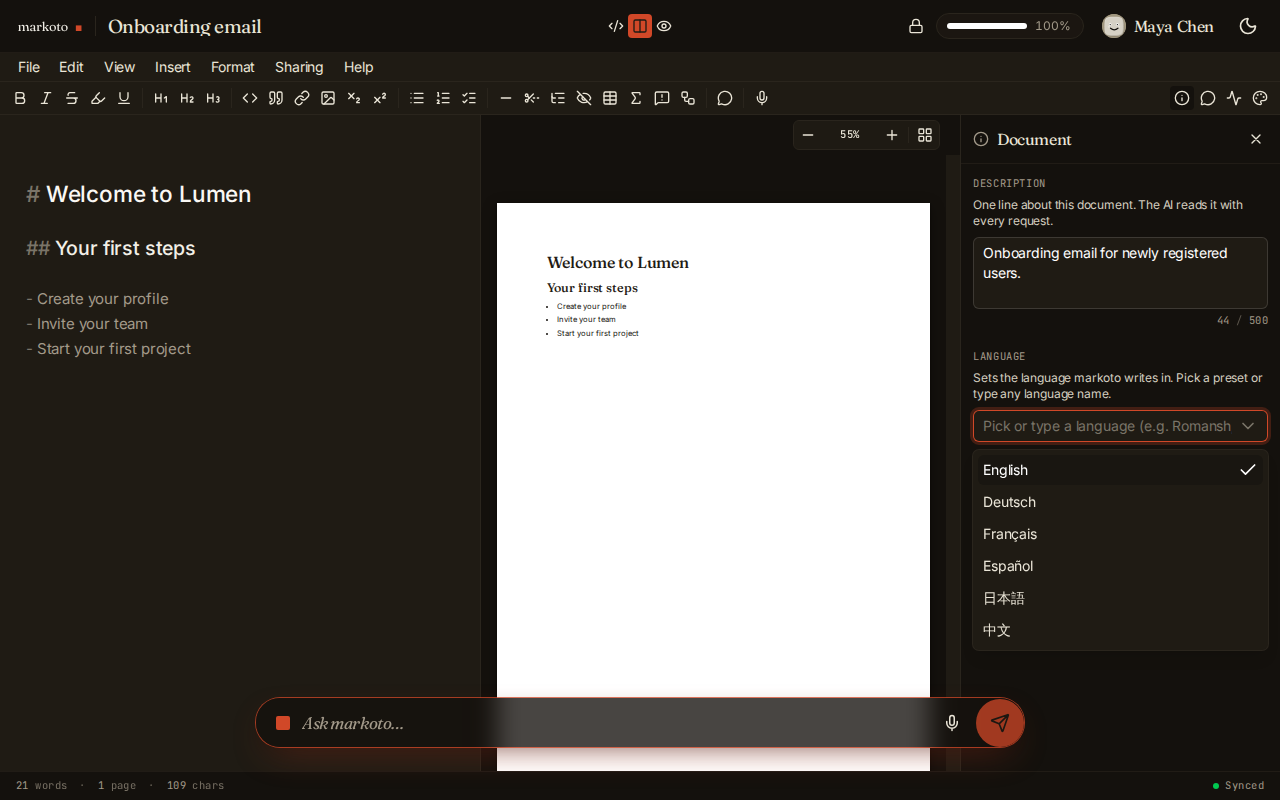 markoto
Onboarding email
100%
Maya Chen
File Edit View Insert Format Sharing Help
B I S U H1 H2 H3 x2 x2
# Welcome to Lumen
## Your first steps
- Create your profile
- Invite your team
- Start your first project
55%
Welcome to Lumen
Your first steps
• Create your profile
• Invite your team
• Start your first project
Document
DESCRIPTION
One line about this document. The AI reads it with
every request.
Onboarding email for newly registered
users.
44 / 500
LANGUAGE
Sets the language markoto writes in. Pick a preset or
type any language name.
Pick or type a language (e.g. Romansh
English
Deutsch
Français
Español
日本語
中文
Ask markoto...
21 words · 1 page · 109 chars
Synced